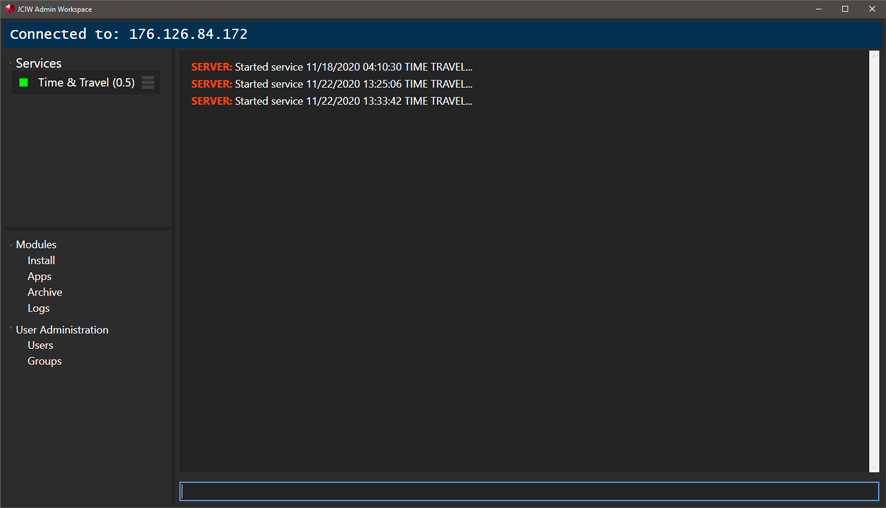 JCIW Admin Workspace
Connected to: 176.126.84.172
Services
Time & Travel (0.5)
SERVER: Started service 11/18/2020 04:10:30 TIME TRAVEL...
SERVER: Started service 11/22/2020 13:25:06 TIME TRAVEL...
SERVER: Started service 11/22/2020 13:33:42 TIME TRAVEL...
Modules
Install
Apps
Archive
Logs
User Administration
Users
Groups